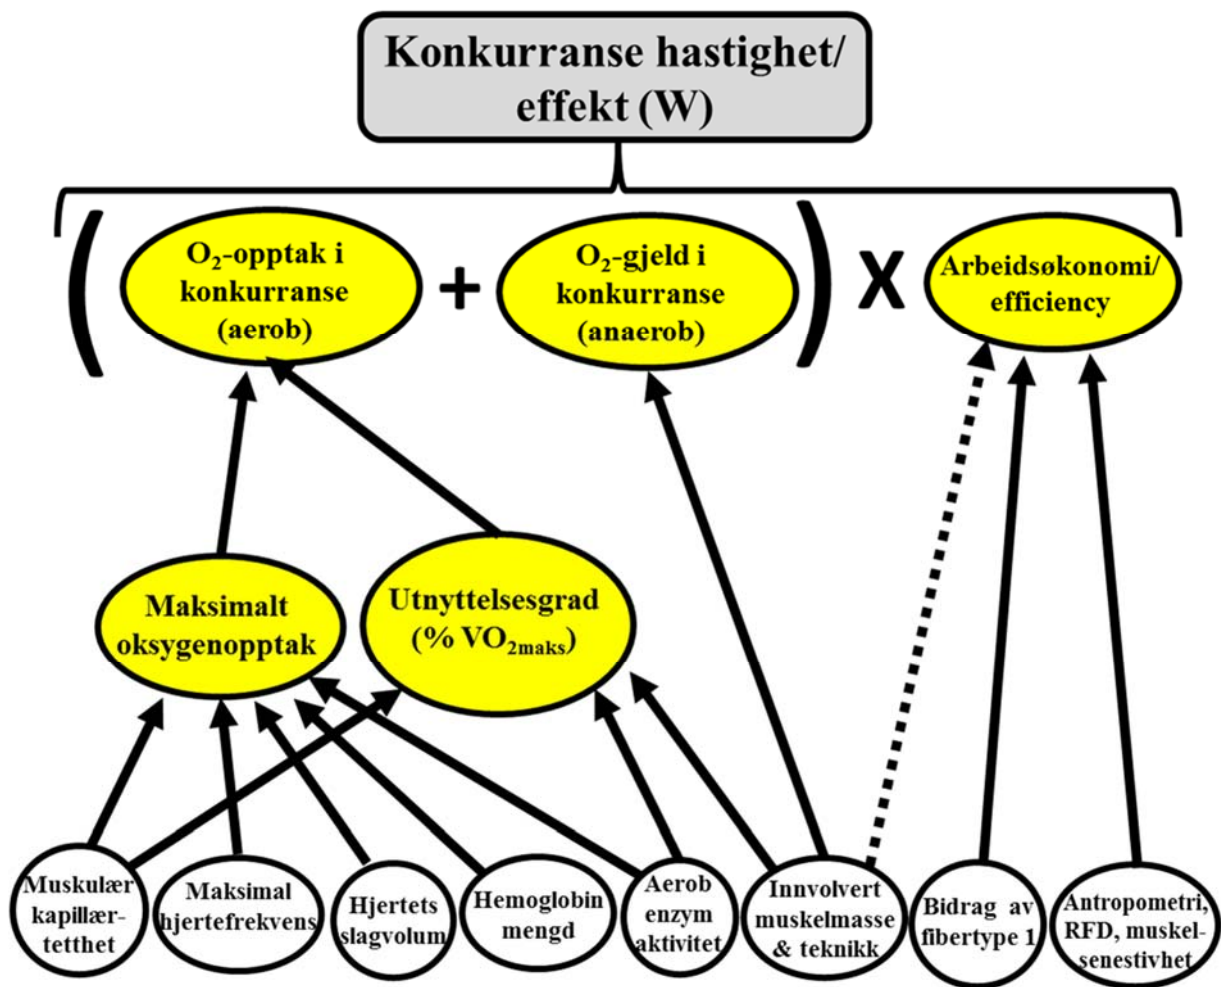 Konkurranse hastighet/
effekt (W)
(
O₂-opptak i
konkurranse
(aerob)
+
O₂-gjeld i
konkurranse
(anaerob)
)
X
Arbeidsøkonomi/
efficiency
Maksimalt
oksygenopptak
Utnyttelsesgrad
(% VO₂maks)
Muskulær
kapillær-
tetthet
Maksimal
hjertefrekvens
Hjertets
slagvolum
Hemoglobin
mengd
Aerob
enzym
aktivitet
Innvolvert
muskelmasse
& teknikk
Bidrag av
fibertype 1
Antropometri,
RFD, muskel-
senestivhet